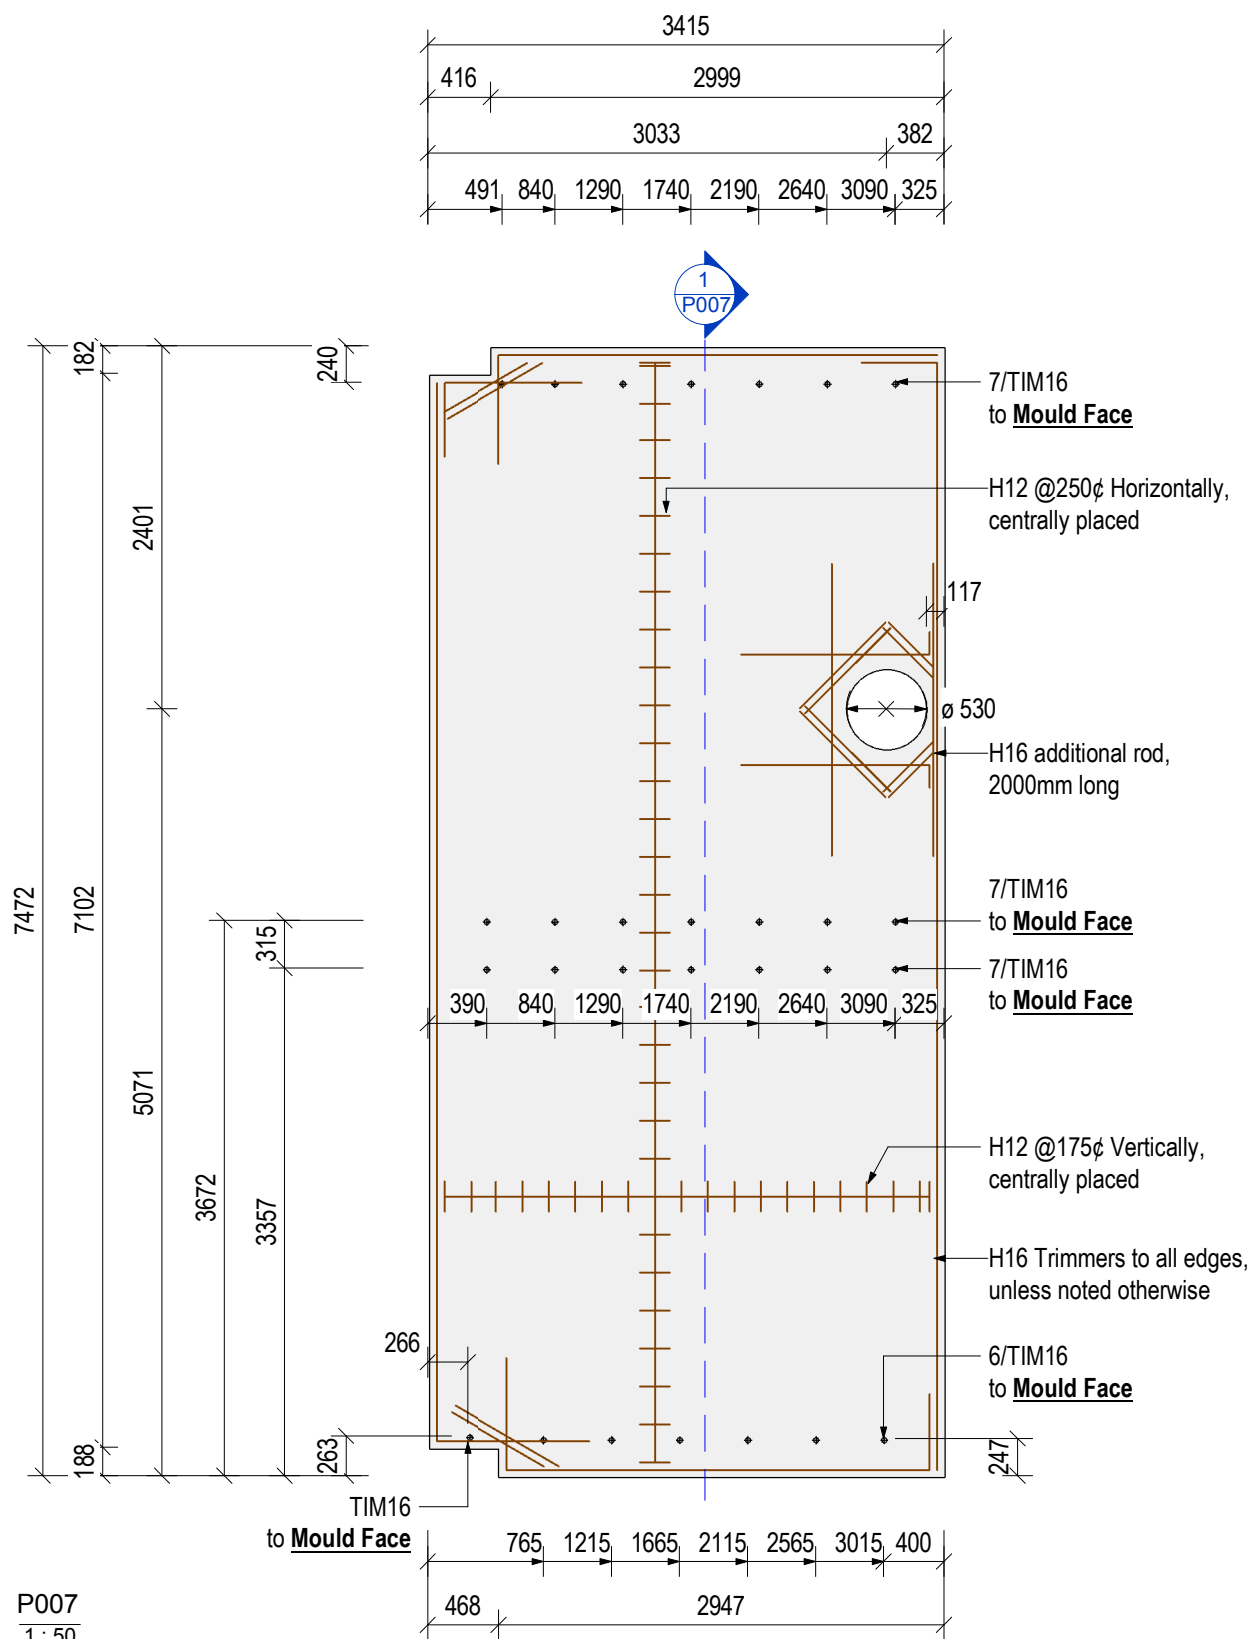 3415
416 2999
3033 382
491 840 1290 1740 2190 2640 3090 325
1
P007
182
240
7/TIM16
to Mould Face
H12 @250¢ Horizontally,
centrally placed
2401
117
ø 530
H16 additional rod,
2000mm long
7472
7102
7/TIM16
to Mould Face
315
7/TIM16
to Mould Face
390 840 1290 1740 2190 2640 3090 325
5071
H12 @175¢ Vertically,
centrally placed
3672
3357
H16 Trimmers to all edges,
unless noted otherwise
266
6/TIM16
to Mould Face
188
263
247
TIM16
to Mould Face
765 1215 1665 2115 2565 3015 400
468 2947
P007
1 : 50